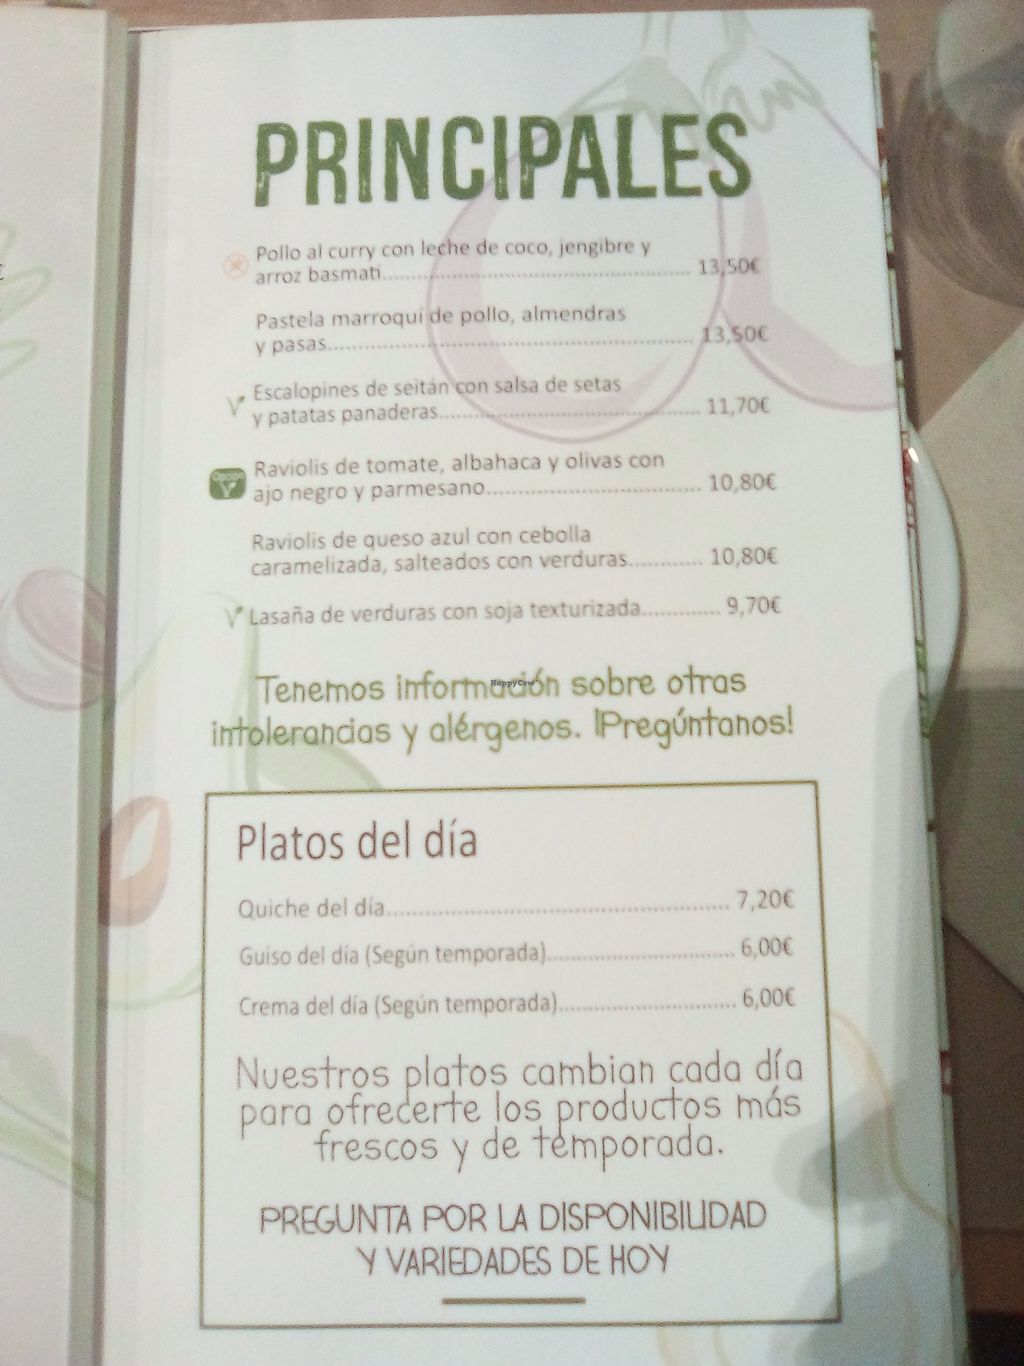 PRINCIPALES
Pollo al curry con leche de coco, jengibre y
arroz basmati........ 13,50€
Pastela marroquí de pollo, almendras
y pasas........ 13,50€
Escalopines de seitán con salsa de setas
y patatas panaderas........ 11,70€
Opción V
Raviolis de tomate, albahaca y olivas con
ajo negro y parmesano........ 10,80€
Raviolis de queso azul con cebolla
caramelizada, salteados con verduras........ 10,80€
Lasaña de verduras con soja texturizada........ 9,70€
HappyCow
Tenemos información sobre otras
intolerancias y alérgenos. ¡Pregúntanos!
Platos del día
Quiche del día........ 7,20€
Guiso del día (Según temporada)........ 6,00€
Crema del día (Según temporada)........ 6,00€
Nuestros platos cambian cada día
para ofrecerte los productos más
frescos y de temporada.
PREGUNTA POR LA DISPONIBILIDAD
Y VARIEDADES DE HOY